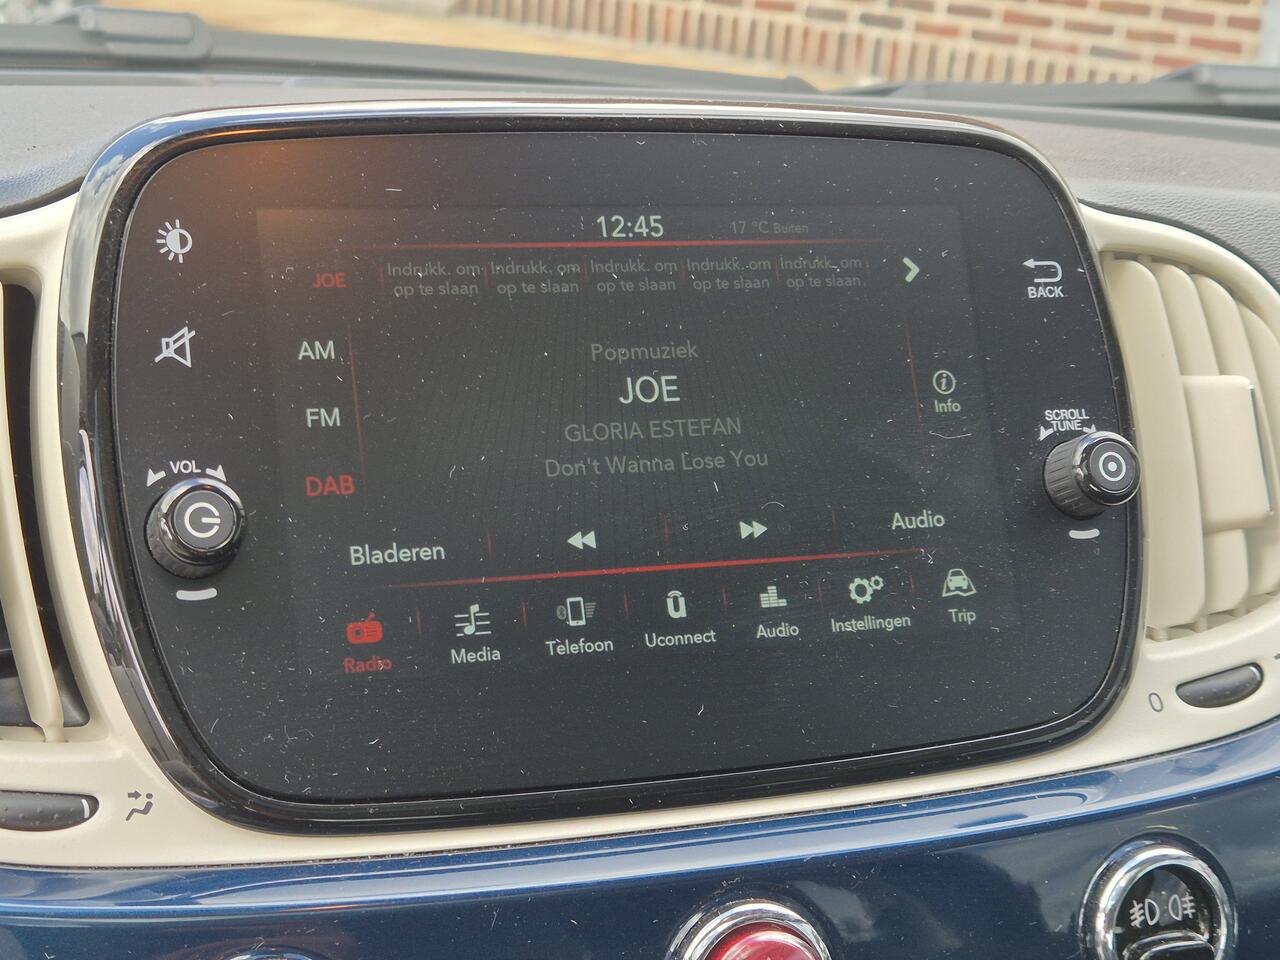 12:45
17 °C Buiten
JOE
Indrukk. om op te slaan
Indrukk. om op te slaan
Indrukk. om op te slaan
Indrukk. om op te slaan
Indrukk. om op te slaan
BACK
AM
FM
DAB
Popmuziek
JOE
GLORIA ESTEFAN
Don't Wanna Lose You
Info
SCROLL
TUNE
VOL
Bladeren
Audio
Radio
Media
Telefoon
Uconnect
Audio
Instellingen
Trip
0